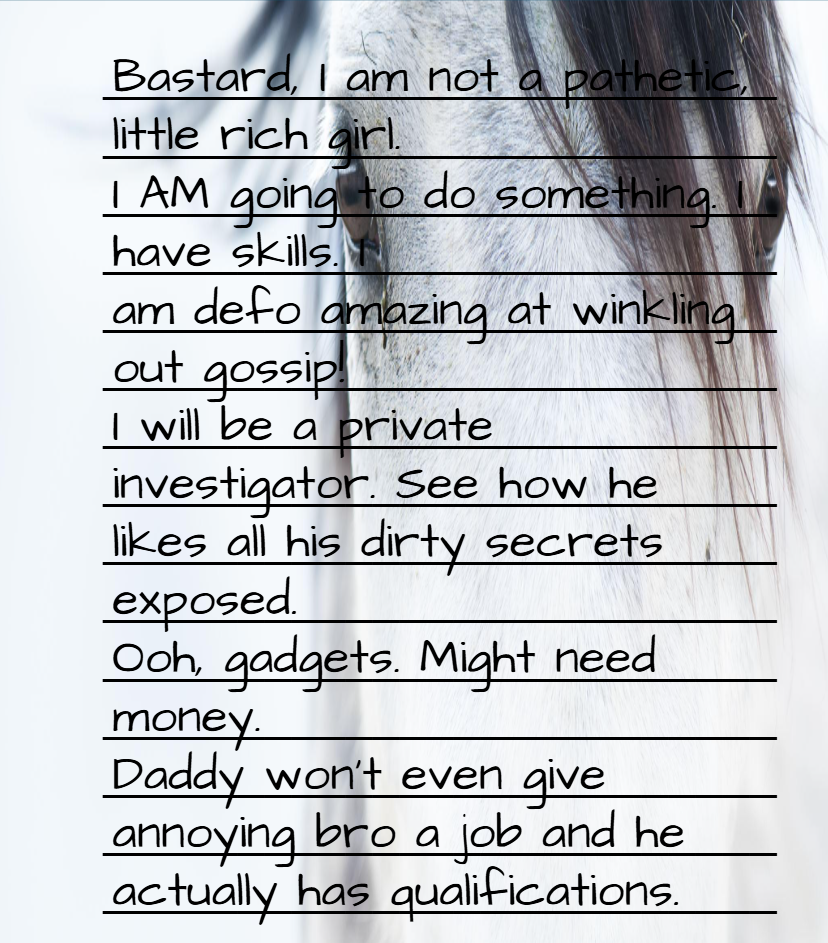 Bastard, I am not a pathetic,
little rich girl.
I AM going to do something. I
have skills. I
am defo amazing at winkling
out gossip!
I will be a private
investigator. See how he
likes all his dirty secrets
exposed.
Ooh, gadgets. Might need
money.
Daddy won't even give
annoying bro a job and he
actually has qualifications.